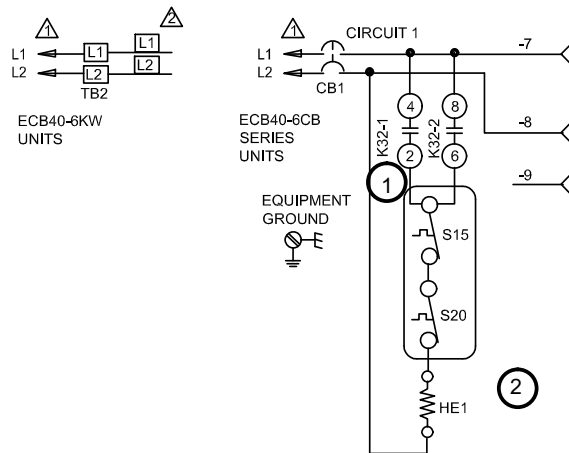 1
2
L1
L1
L1
L2
L2
L2
TB2
ECB40-6KW
UNITS
1
CIRCUIT 1
L1
L2
CB1
ECB40-6CB
SERIES
UNITS
-7
-8
-9
4
8
K32-1
K32-2
2
6
1
EQUIPMENT
GROUND
S15
S20
HE1
2